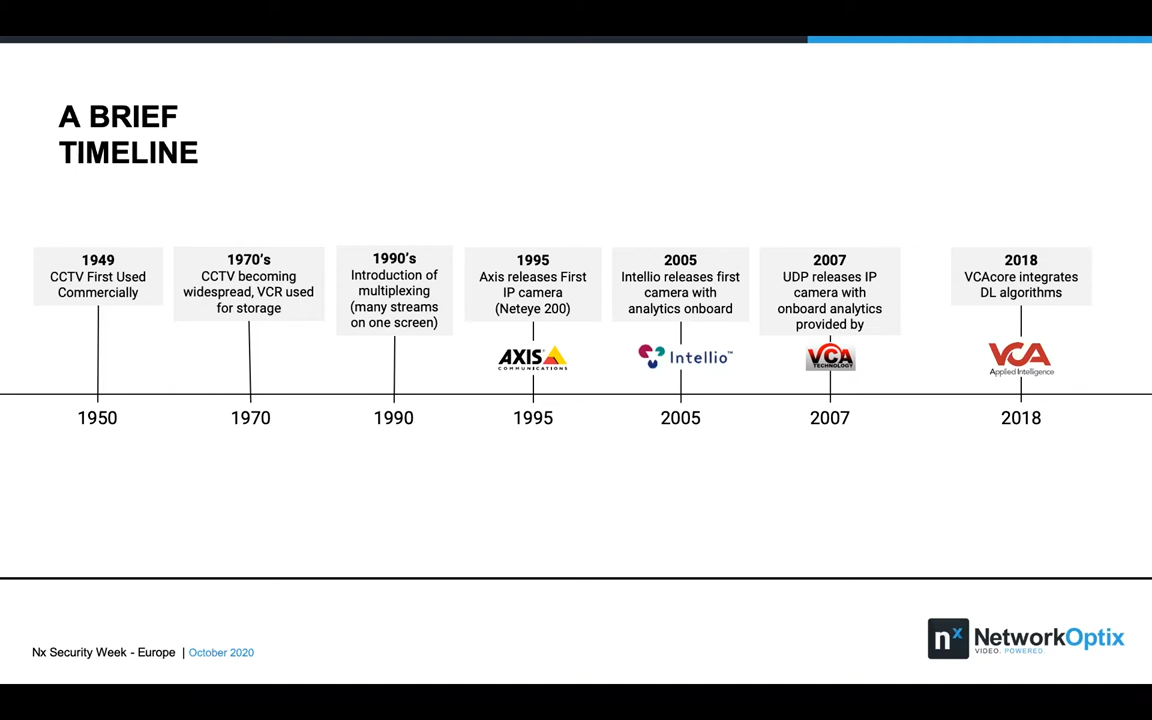 A BRIEF
TIMELINE
1949
CCTV First Used
Commercially
1970's
CCTV becoming
widespread, VCR used
for storage
1990's
Introduction of
multiplexing
(many streams
on one screen)
1995
Axis releases First
IP camera
(Neteye 200)
2005
Intellio releases first
camera with
analytics onboard
2007
UDP releases IP
camera with
onboard analytics
provided by
2018
VCAcore integrates
DL algorithms
AXIS
COMMUNICATIONS
Intellio™
VCA
TECHNOLOGY
VCA
Applied Intelligence
1950
1970
1990
1995
2005
2007
2018
Nx Security Week - Europe | October 2020
nx NetworkOptix
VIDEO. POWERED.